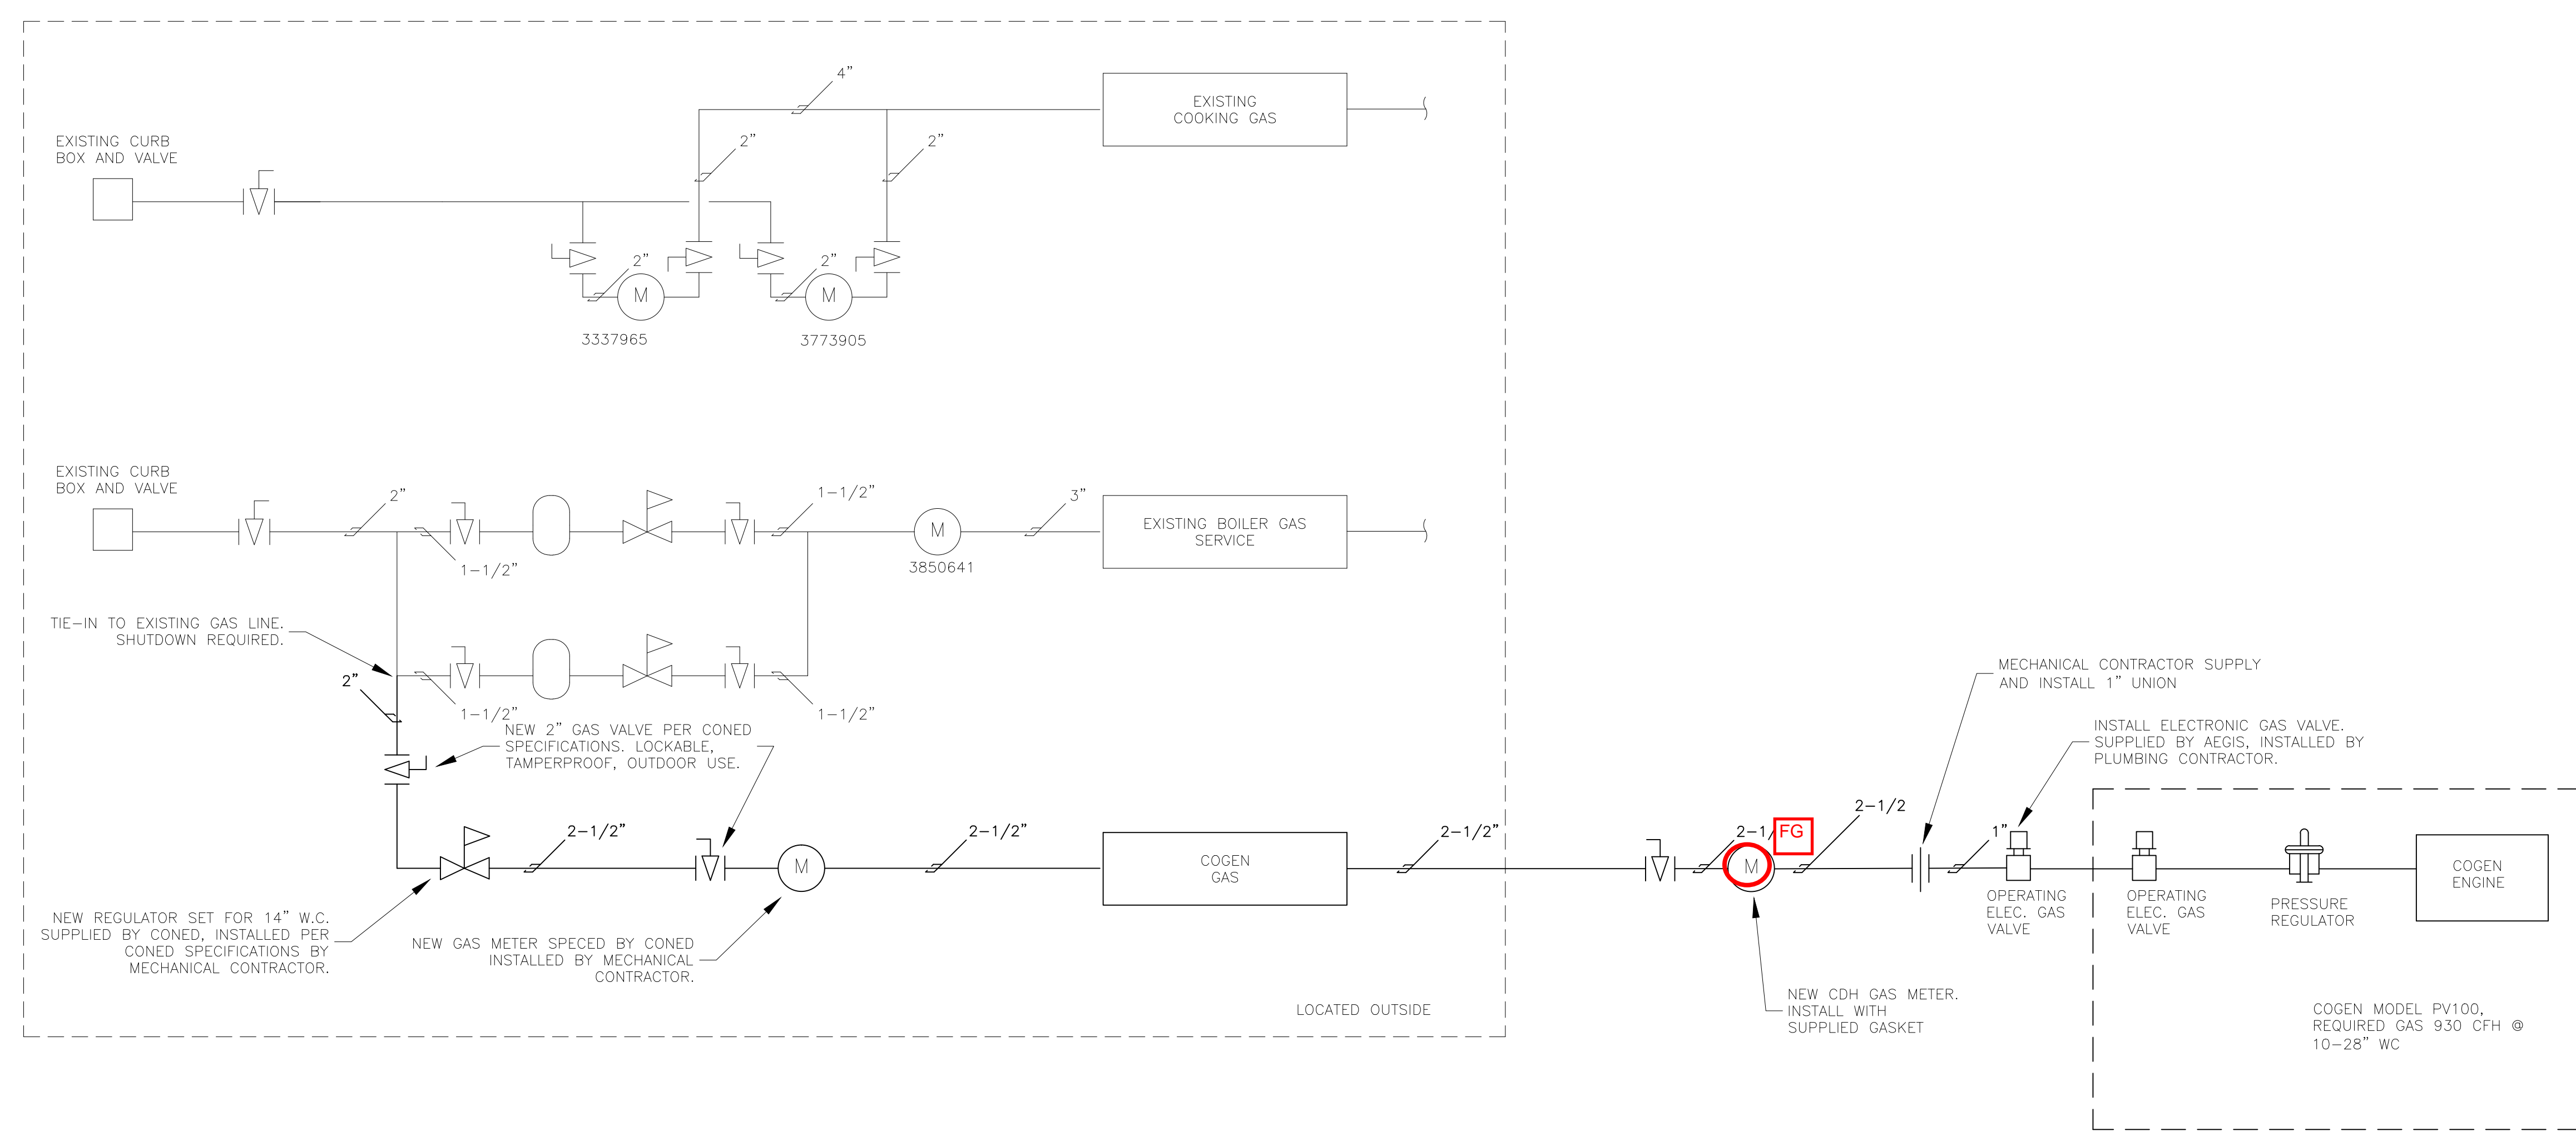 4”
EXISTING
COOKING GAS
EXISTING CURB
BOX AND VALVE
2”
2”
2”
2”
M
M
3337965
3773905
EXISTING CURB
BOX AND VALVE
2”
1-1/2”
3”
EXISTING BOILER GAS
SERVICE
M
1-1/2”
3850641
TIE-IN TO EXISTING GAS LINE.
SHUTDOWN REQUIRED.
2”
1-1/2”
1-1/2”
NEW 2” GAS VALVE PER CONED
SPECIFICATIONS. LOCKABLE,
TAMPERPROOF, OUTDOOR USE.
MECHANICAL CONTRACTOR SUPPLY
AND INSTALL 1” UNION
INSTALL ELECTRONIC GAS VALVE.
SUPPLIED BY AEGIS, INSTALLED BY
PLUMBING CONTRACTOR.
2-1/2”
2-1/2”
2-1/2”
2-1/
FG
2-1/2
1”
M
COGEN
GAS
M
COGEN
ENGINE
OPERATING
ELEC. GAS
VALVE
OPERATING
ELEC. GAS
VALVE
PRESSURE
REGULATOR
NEW REGULATOR SET FOR 14” W.C.
SUPPLIED BY CONED, INSTALLED PER
CONED SPECIFICATIONS BY
MECHANICAL CONTRACTOR.
NEW GAS METER SPECED BY CONED
INSTALLED BY MECHANICAL
CONTRACTOR.
LOCATED OUTSIDE
NEW CDH GAS METER.
INSTALL WITH
SUPPLIED GASKET
COGEN MODEL PV100,
REQUIRED GAS 930 CFH @
10-28” WC